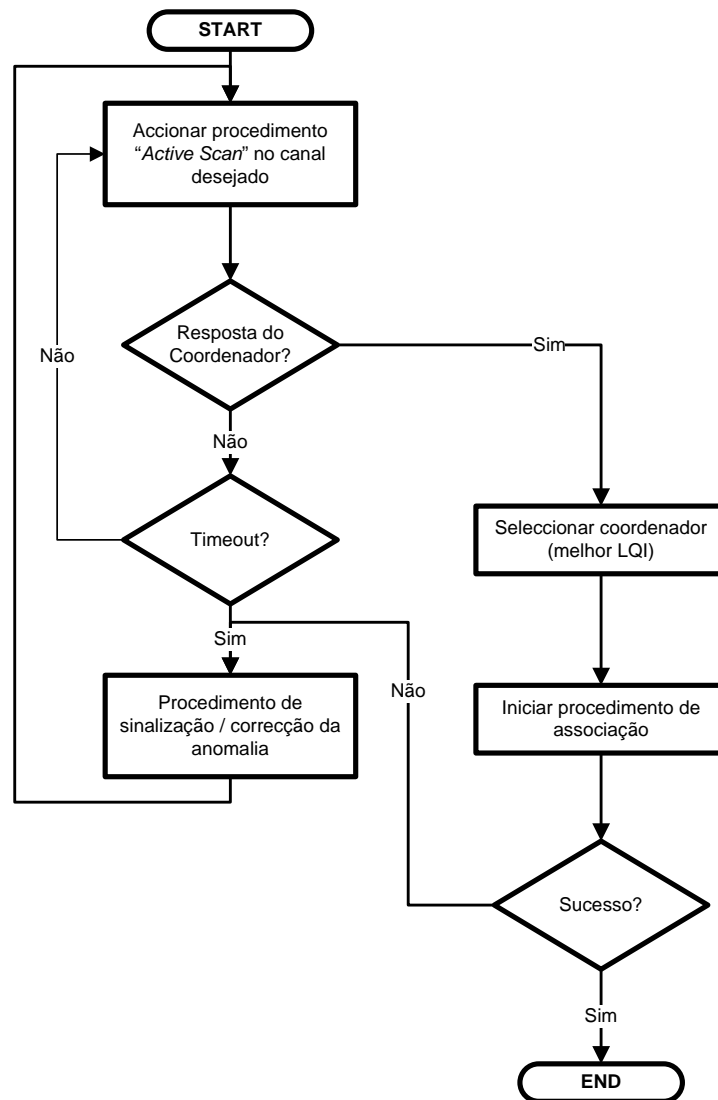 START
Accionar procedimento
“Active Scan” no canal
desejado
Resposta do
Coordenador?
Não
Sim
Não
Timeout?
Seleccionar coordenador
(melhor LQI)
Sim
Não
Procedimento de
sinalização / correcção da
anomalia
Iniciar procedimento de
associação
Sucesso?
Sim
END